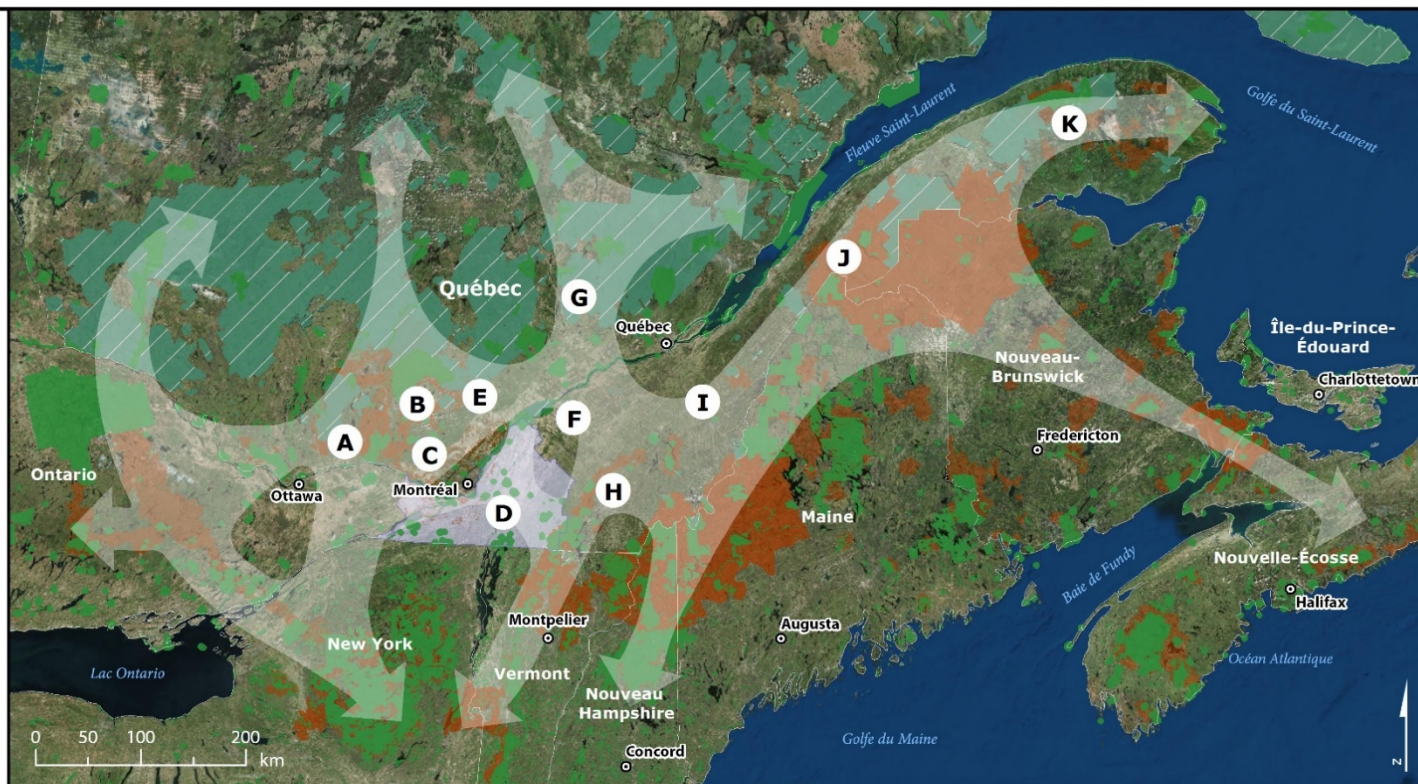 Golfe du Saint-Laurent
K
Fleuve Saint-Laurent
J
Québec
G
Québec
Île-du-Prince-
Édouard
Nouveau-
Brunswick
Charlottetown
B
E
I
F
A
C
Fredericton
Ontario
Ottawa
Montréal
H
D
Maine
Nouvelle-Écosse
Baie de Fundy
Halifax
Montpelier
Augusta
New York
Océan Atlantique
Lac Ontario
Vermont
Nouveau
Hampshire
Golfe du Maine
0 50 100 200
km
Concord
N